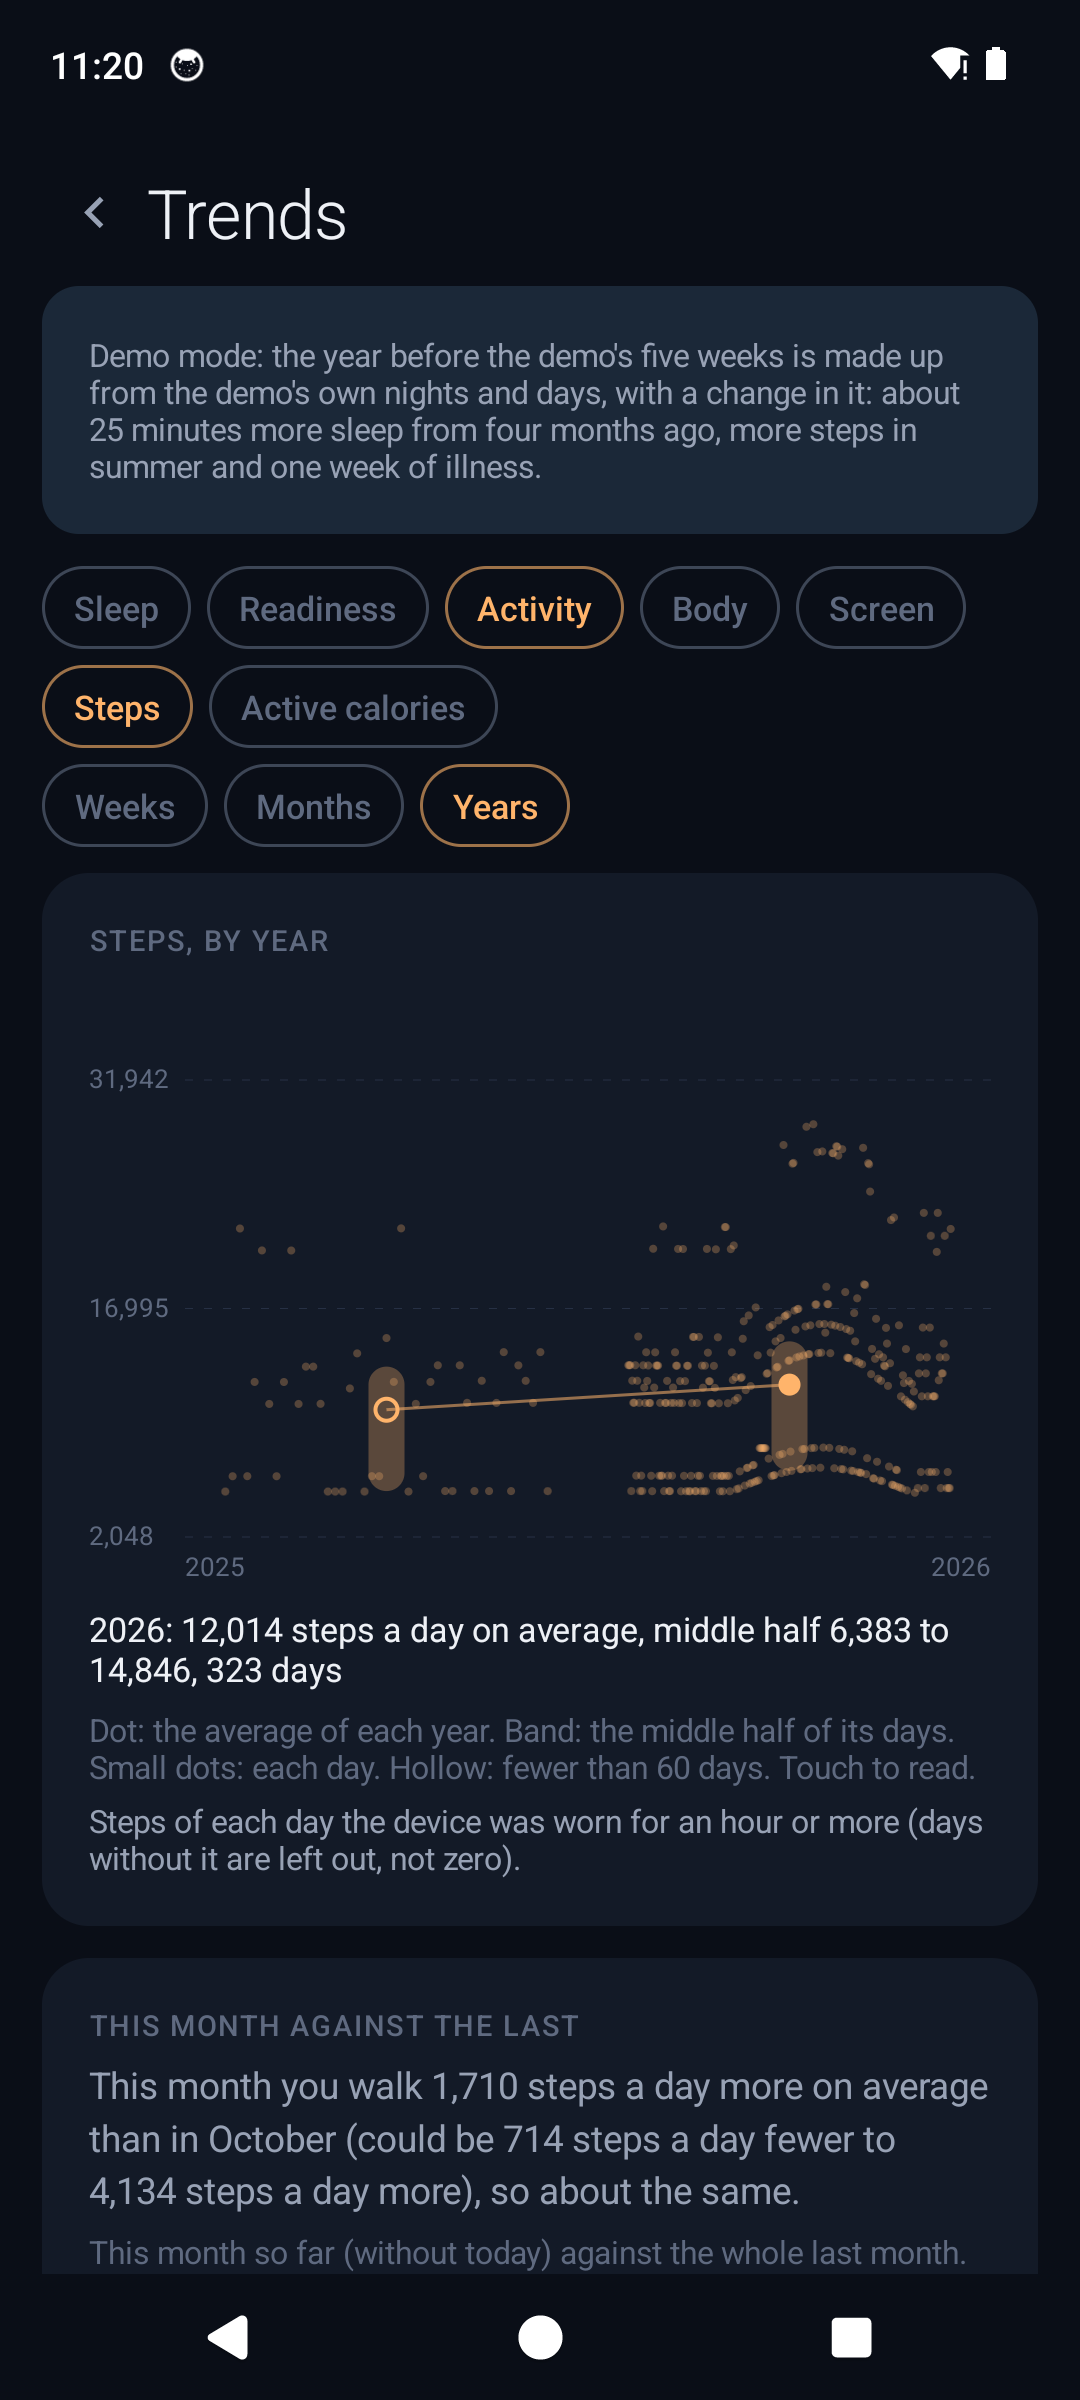 11:20
Trends
Demo mode: the year before the demo's five weeks is made up
from the demo's own nights and days, with a change in it: about
25 minutes more sleep from four months ago, more steps in
summer and one week of illness.
Sleep Readiness Activity Body Screen
Steps Active calories
Weeks Months Years
STEPS, BY YEAR
31,942
16,995
2,048
2025 2026
2026: 12,014 steps a day on average, middle half 6,383 to
14,846, 323 days
Dot: the average of each year. Band: the middle half of its days.
Small dots: each day. Hollow: fewer than 60 days. Touch to read.
Steps of each day the device was worn for an hour or more (days
without it are left out, not zero).
THIS MONTH AGAINST THE LAST
This month you walk 1,710 steps a day more on average
than in October (could be 714 steps a day fewer to
4,134 steps a day more), so about the same.
This month so far (without today) against the whole last month.